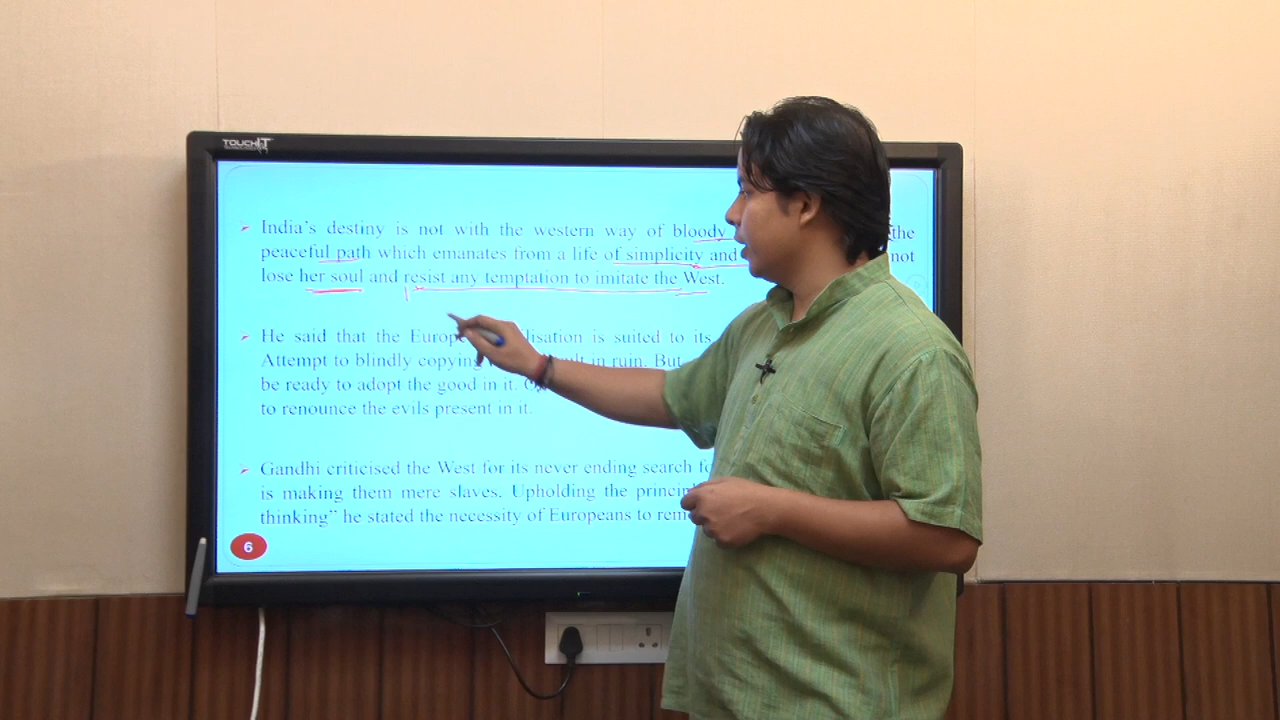 TOUCHIT
India's destiny is not with the western way of bloody the
peaceful path which emanates from a life of simplicity and not
lose her soul and resist any temptation to imitate the West.
He said that the is suited to its
Attempt to blindly copying in ruin. But
be ready to adopt the good in it.
to renounce the evils present in it.
Gandhi criticised the West for its never ending search
is making them mere slaves. Upholding the
thinking" he stated the necessity of Europeans to
6